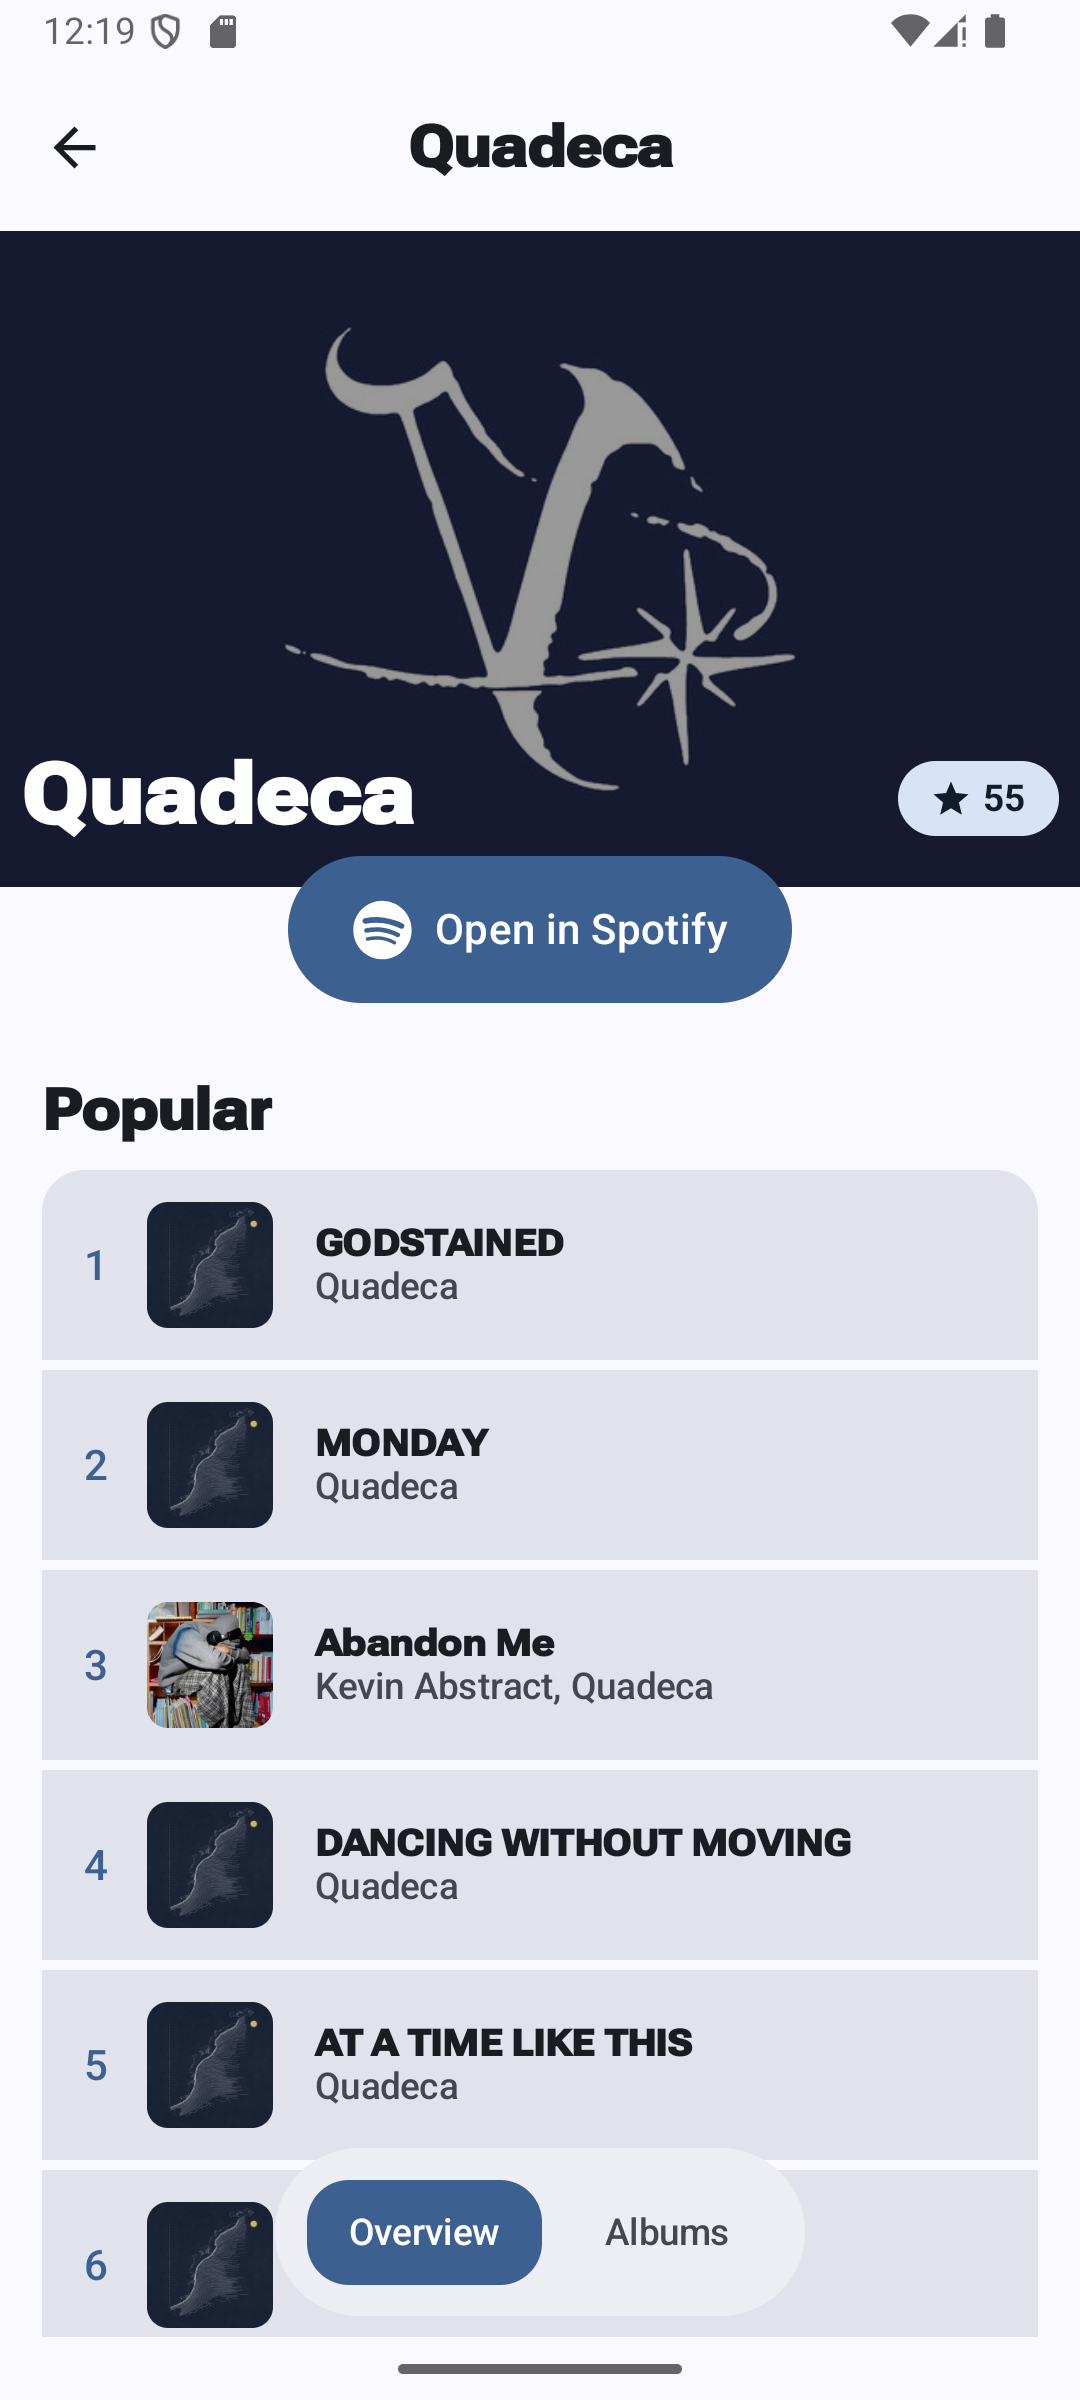 12:19
Quadeca
Quadeca
55
Open in Spotify
Popular
1
GODSTAINED
Quadeca
2
MONDAY
Quadeca
3
Abandon Me
Kevin Abstract, Quadeca
4
DANCING WITHOUT MOVING
Quadeca
5
AT A TIME LIKE THIS
Quadeca
6
Overview
Albums